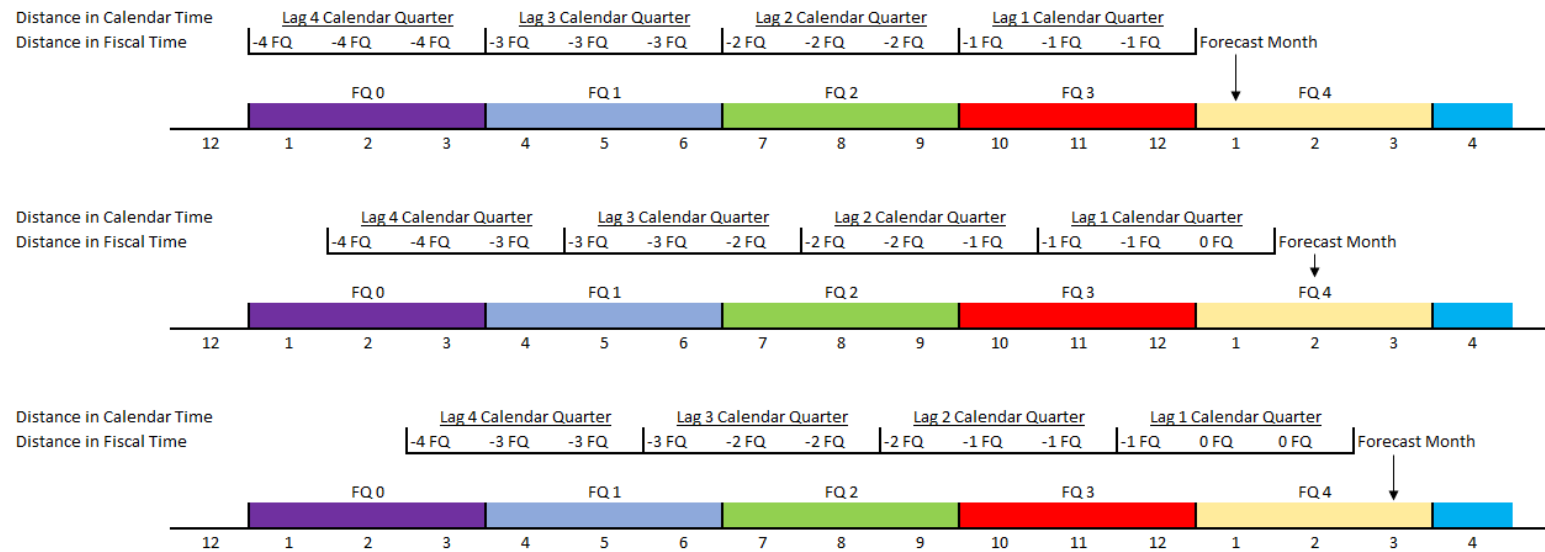 Distance in Calendar Time Lag 4 Calendar Quarter Lag 3 Calendar Quarter Lag 2 Calendar Quarter Lag 1 Calendar Quarter
Distance in Fiscal Time -4 FQ -4 FQ -4 FQ -3 FQ -3 FQ -3 FQ -2 FQ -2 FQ -2 FQ -1 FQ -1 FQ -1 FQ Forecast Month
FQ 0 FQ 1 FQ 2 FQ 3 FQ 4
12 1 2 3 4 5 6 7 8 9 10 11 12 1 2 3 4
Distance in Calendar Time Lag 4 Calendar Quarter Lag 3 Calendar Quarter Lag 2 Calendar Quarter Lag 1 Calendar Quarter
Distance in Fiscal Time -4 FQ -4 FQ -3 FQ -3 FQ -3 FQ -2 FQ -2 FQ -2 FQ -1 FQ -1 FQ -1 FQ 0 FQ Forecast Month
FQ 0 FQ 1 FQ 2 FQ 3 FQ 4
12 1 2 3 4 5 6 7 8 9 10 11 12 1 2 3 4
Distance in Calendar Time Lag 4 Calendar Quarter Lag 3 Calendar Quarter Lag 2 Calendar Quarter Lag 1 Calendar Quarter
Distance in Fiscal Time -4 FQ -3 FQ -3 FQ -3 FQ -2 FQ -2 FQ -2 FQ -1 FQ -1 FQ -1 FQ 0 FQ 0 FQ Forecast Month
FQ 0 FQ 1 FQ 2 FQ 3 FQ 4
12 1 2 3 4 5 6 7 8 9 10 11 12 1 2 3 4